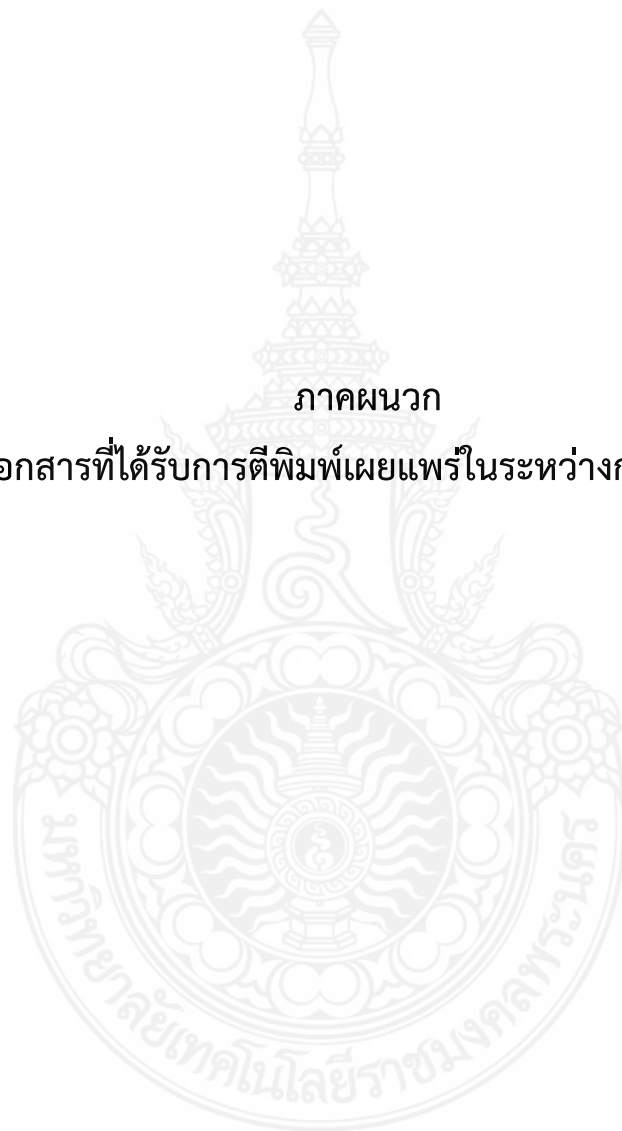 ภาคผนวก
อกสารที่ได้รับการตีพิมพ์เผยแพร่ในระหว่างก
มหาวิทยาลัยเทคโนโลยีราชมงคลพระนคร